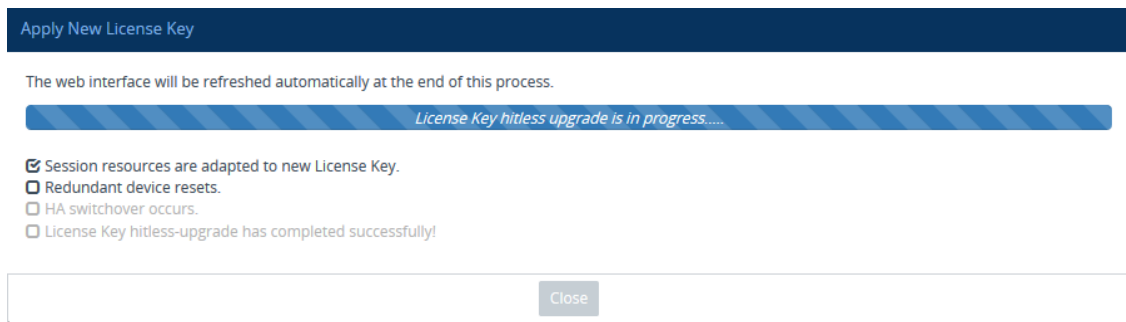 Apply New License Key
The web interface will be refreshed automatically at the end of this process.
License Key hitless upgrade is in progress.....
Session resources are adapted to new License Key.
Redundant device resets.
HA switchover occurs.
License Key hitless-upgrade has completed successfully!
Close